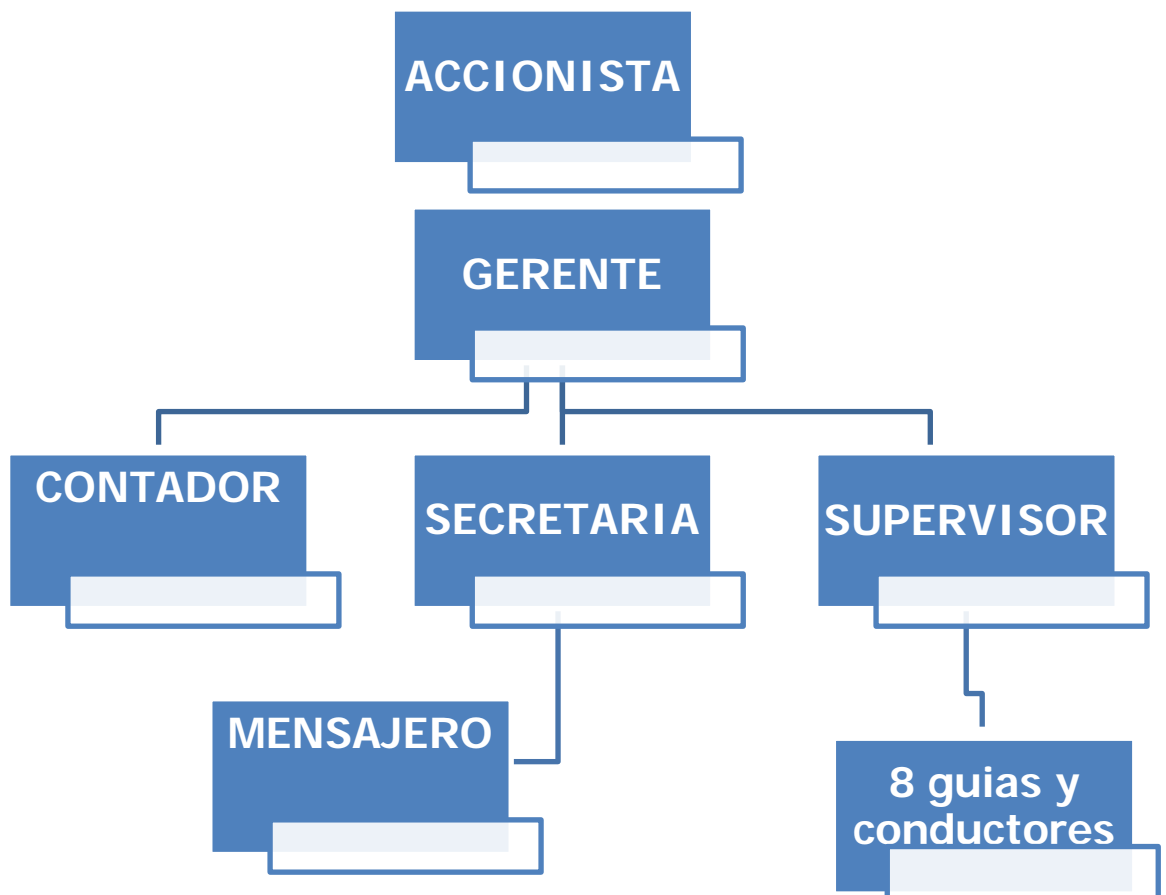 ACCIONISTA
GERENTE
CONTADOR
SECRETARIA
SUPERVISOR
MENSAJERO
8 guias y
conductores